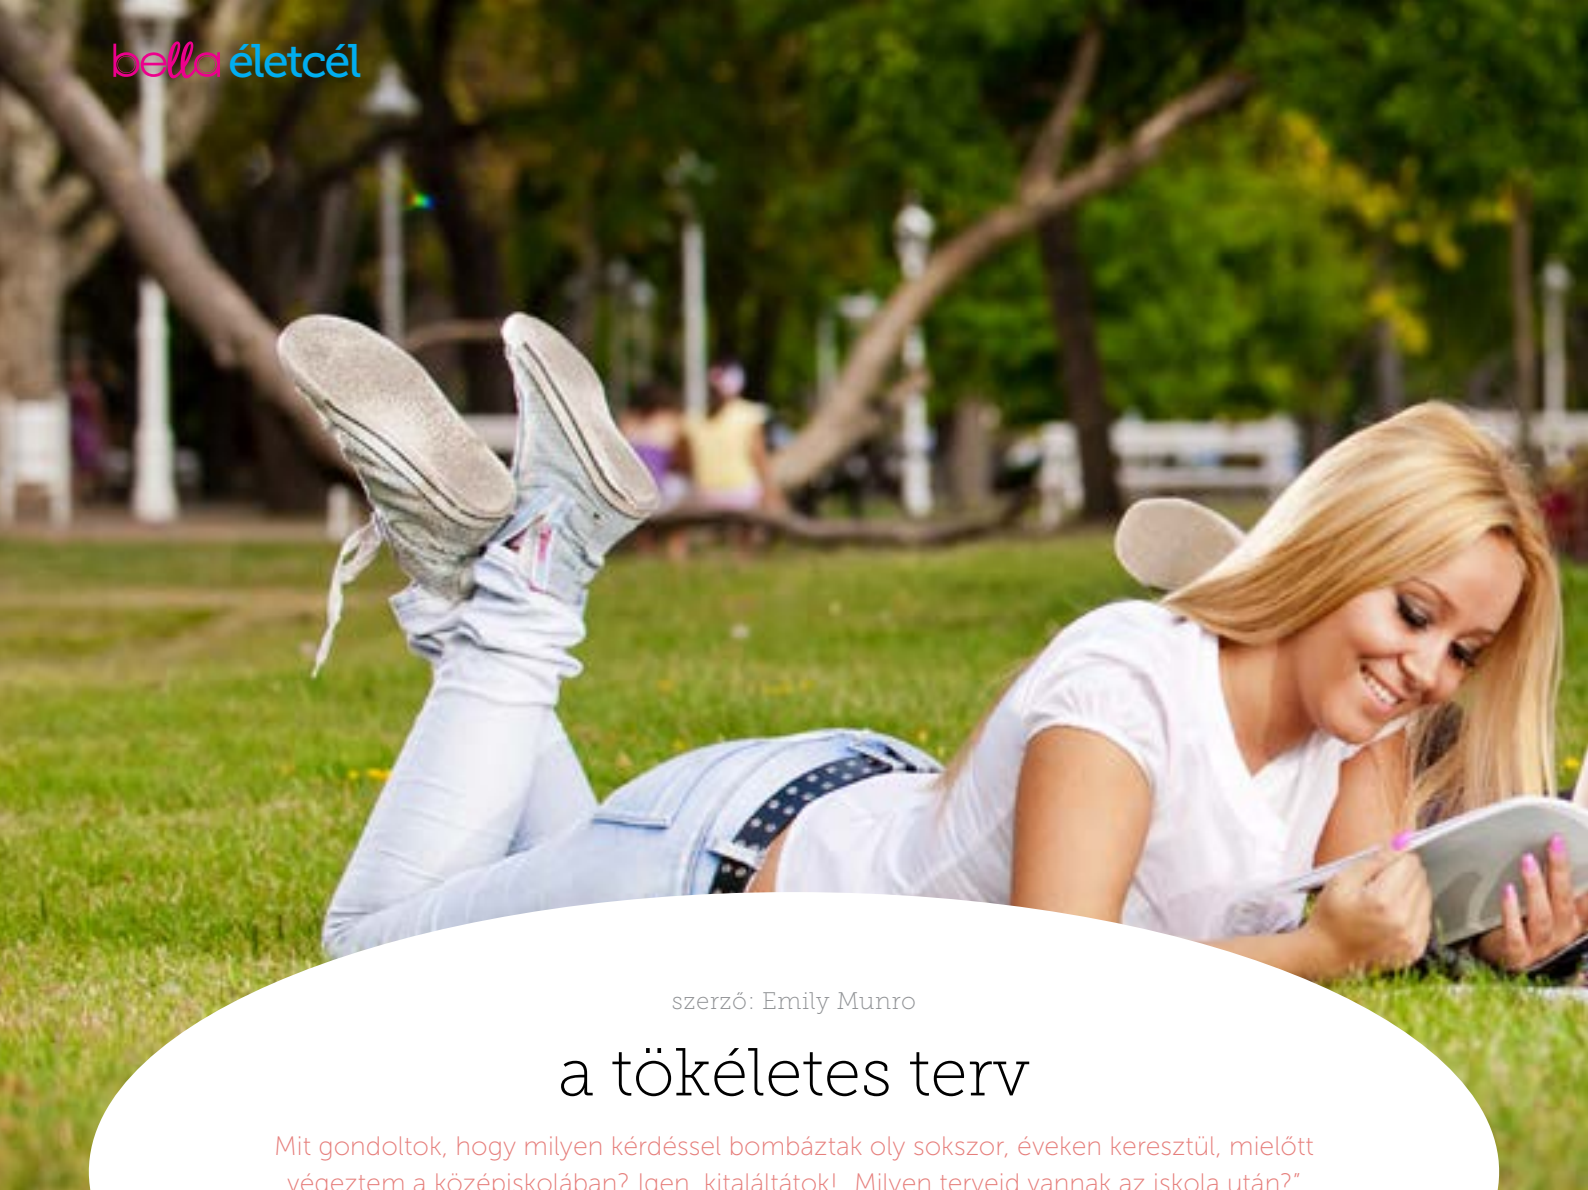 bella életcél
szerző: Emily Munro
a tökéletes terv
Mit gondoltok, hogy milyen kérdéssel bombáztak oly sokszor, éveken keresztül, mielőtt
végeztem a középiskolában? Igen, kitaláltátok! „Milyen terveid vannak az iskola után?”